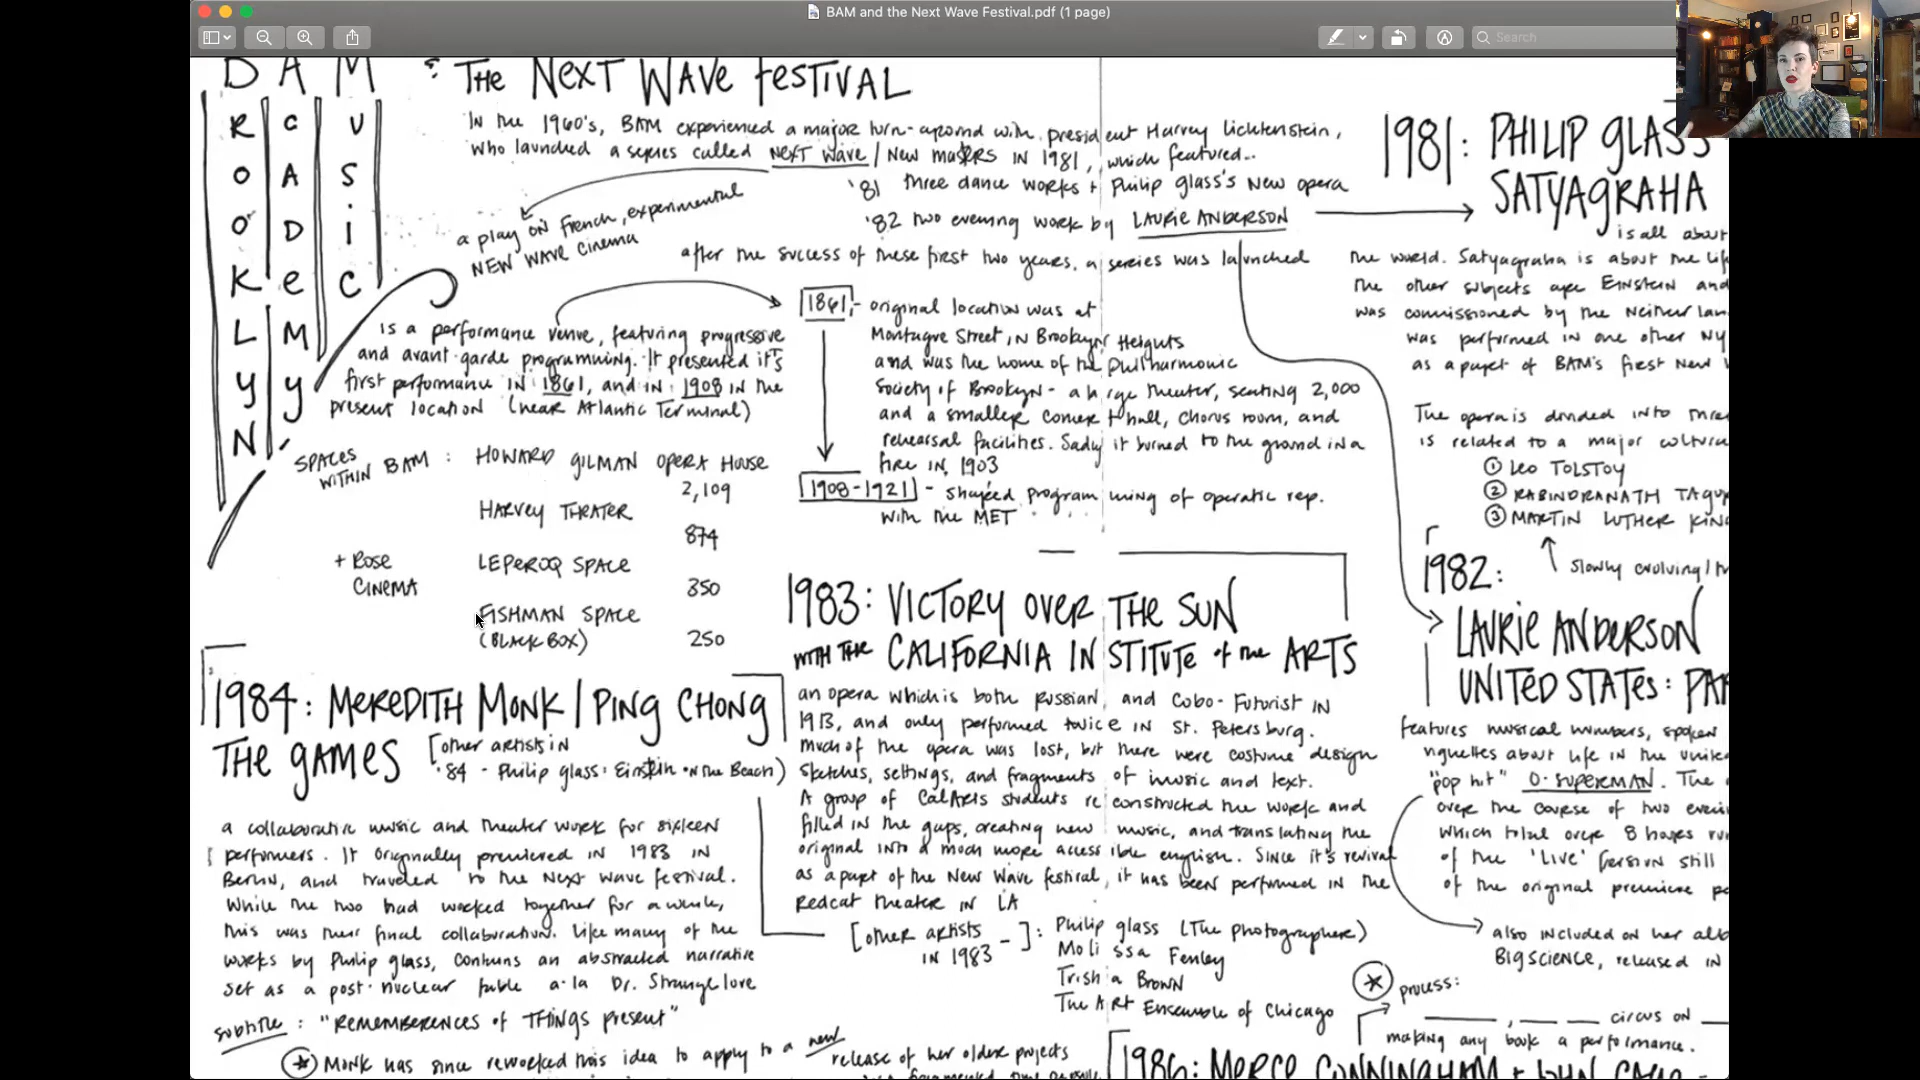 BAM and the Next Wave Festival.pdf (1 page)
Search
BAM : THE NEXT WAVE FESTIVAL
BROOKLYN
ACADEMY
MUSIC
In the 1960's, BAM experienced a major turn-around with president Harvey Lichtenstein,
who launched a series called NEXT WAVE / New masters IN 1981, which featured..
'81 three dance works + Philip Glass's New opera
'82 two evening work by LAURIE ANDERSON
a play on French, experimental
NEW WAVE CINEMA
after the success of these first two years, a series was launched
is a performance venue, featuring progressive
and avant-garde programming. It presented it's
first performance in 1861, and in 1908 in the
present location (near Atlantic Terminal)
1861 - original location was at
Montague Street, IN Brooklyn Heights
and was the home of the Philharmonic
Society of Brooklyn - a large theater, seating 2,000
and a smaller concert hall, chorus room, and
rehearsal facilities. Sadly it burned to the ground in a
fire in 1903
1908-1921 - shared programming of operatic rep.
with the MET
SPACES WITHIN BAM : HOWARD GILMAN OPERA HOUSE
2,109
HARVEY THEATER
874
+ ROSE CINEMA
LEPERCQ SPACE
350
FISHMAN SPACE
(BLACK BOX) 250
1981: PHILIP GLASS
SATYAGRAHA
is all about
the world. Satyagraha is about the
the other subjects are EINSTEIN and
was commissioned by the
was performed in one other NY
as a part of BAM's first New
The opera is divided into three
is related to a major
① LEO TOLSTOY
② RABINDRANATH
③ MARTIN LUTHER
slowly evolving
1982:
LAURIE ANDERSON
UNITED STATES:
features musical numbers, spoken
vignettes about life in the
"pop hit" O-SUPERMAN. The
over the course of two
which total over 8 hours
of the 'live' version still
of the original premiere
also included on her
BIG SCIENCE, released IN
process:
, circus on
making any book a performance.
1983: VICTORY OVER THE SUN
WITH THE CALIFORNIA INSTITUTE of the ARTS
an opera which is both Russian and Cubo-Futurist IN
1913, and only performed twice IN St. Petersburg.
much of the opera was lost, but there were costume design
sketches, settings, and fragments of music and text.
A group of CalArts students reconstructed the work and
filled in the gaps, creating new music, and translating the
original into a much more accessible english. Since it's revival
as a part of the New Wave festival, it has been performed in the
Redcat theater in LA
[other artists in 1983 - ]: Philip glass (The photographer)
Molissa Fenley
Trisha Brown
The ART Ensemble of Chicago
1984: MEREDITH MONK / PING CHONG
THE GAMES
[other artists in
'84 - Philip glass: Einstein on the Beach)
a collaborative music and theater work for sixteen
performers. It originally premiered IN 1983 IN
Berlin, and traveled to the Next Wave festival.
While the two had worked together for a while,
this was their final collaboration. Like many of the
works by Philip glass, contains an abstracted narrative
set as a post-nuclear fable a-la Dr. Strangelove
subtitle: "REMEMBERENCES of THINGS present"
Monk has since reworked this idea to apply to a new
release of her older projects
1986: MERCE CUNNINGHAM + JOHN CAGE